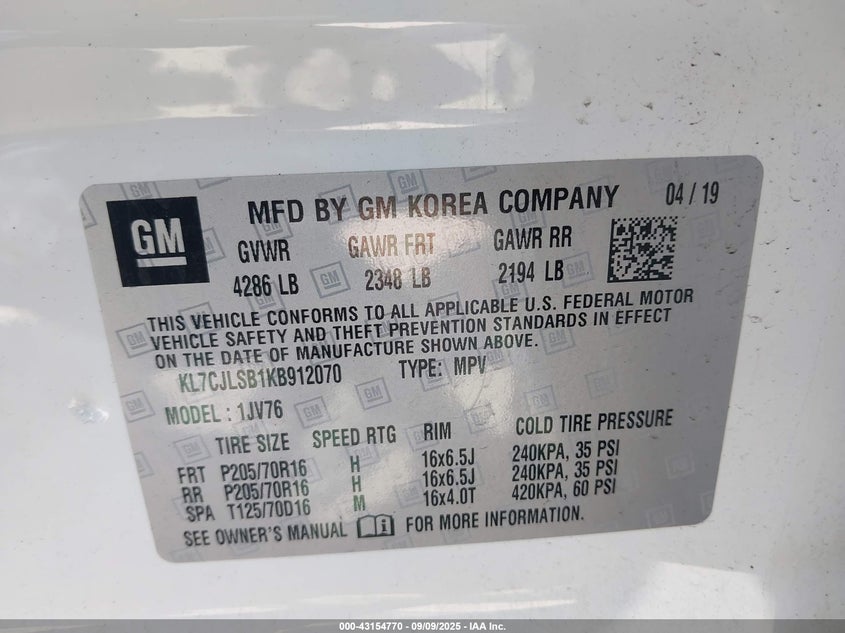 GM
MFD BY GM KOREA COMPANY 04 / 19
GVWR GAWR FRT GAWR RR
4286 LB 2348 LB 2194 LB
THIS VEHICLE CONFORMS TO ALL APPLICABLE U.S. FEDERAL MOTOR
VEHICLE SAFETY AND THEFT PREVENTION STANDARDS IN EFFECT
ON THE DATE OF MANUFACTURE SHOWN ABOVE.
KL7CJLSB1KB912070 TYPE: MPV
MODEL : 1JV76
TIRE SIZE SPEED RTG RIM COLD TIRE PRESSURE
FRT P205/70R16 H 16x6.5J 240KPA, 35 PSI
RR P205/70R16 H 16x6.5J 240KPA, 35 PSI
SPA T125/70D16 M 16x4.0T 420KPA, 60 PSI
SEE OWNER'S MANUAL i FOR MORE INFORMATION.
000-43154770 - 09/09/2025 - IAA Inc.